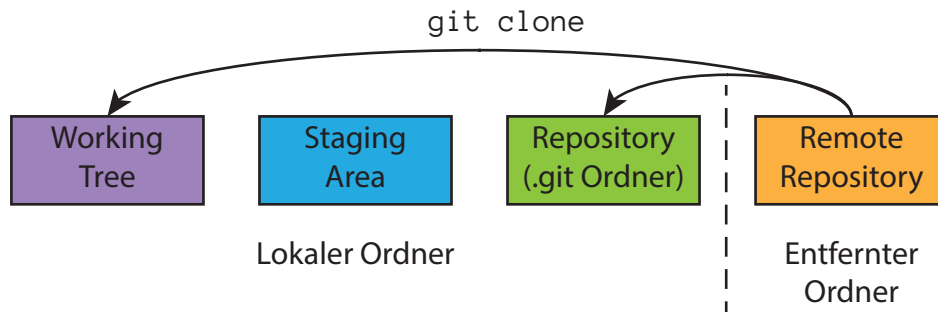 git clone
Working
Tree
Staging
Area
Repository
(.git Ordner)
Remote
Repository
Lokaler Ordner
Entfernter
Ordner